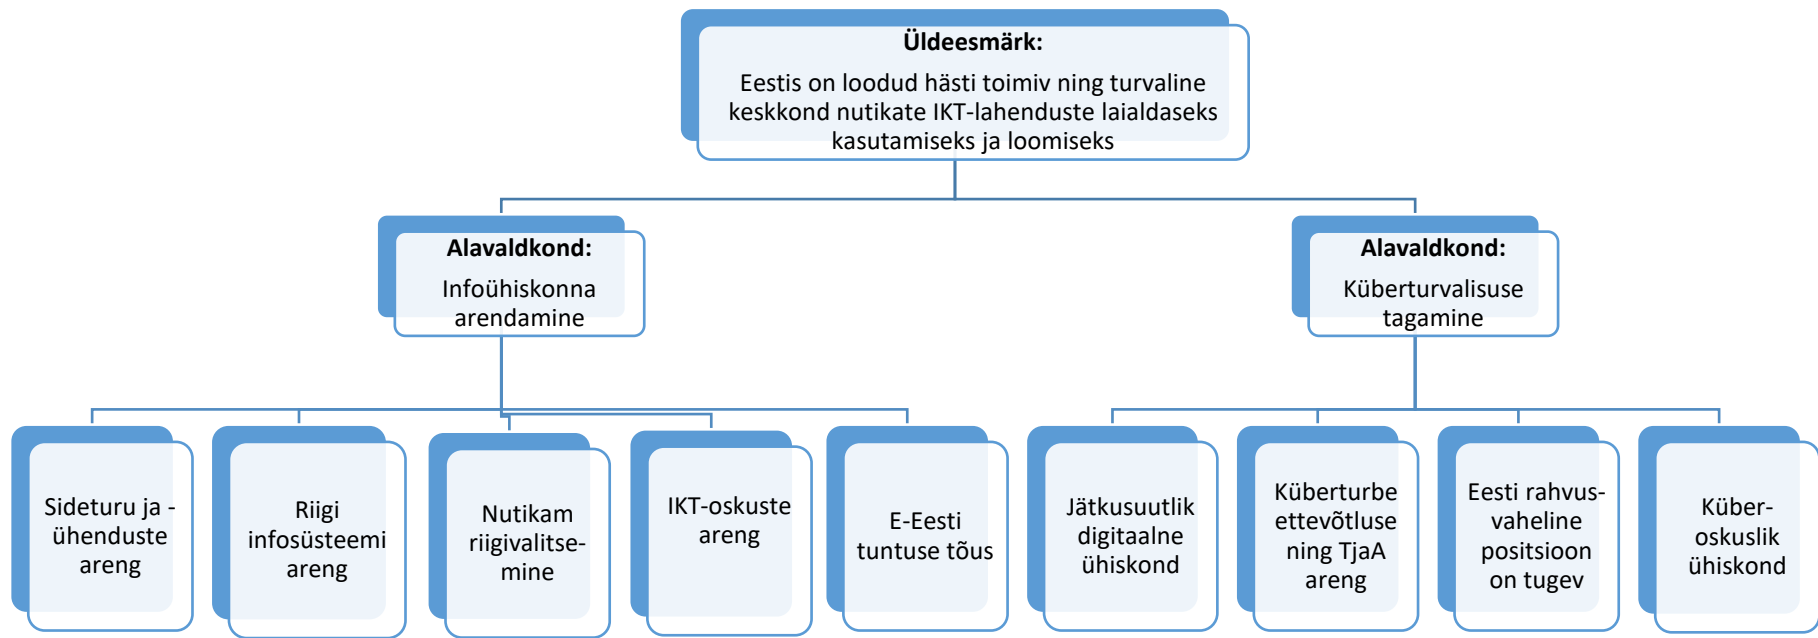 Üldeesmärk:
Eestis on loodud hästi toimiv ning turvaline
keskkond nutikate IKT-lahenduste laialdaseks
kasutamiseks ja loomiseks
Alavaldkond:
Infoühiskonna
arendamine
Alavaldkond:
Küberturvalisuse
tagamine
Sideturu ja -
ühenduste
areng
Riigi
infosüsteemi
areng
Nutikam
riigivalitse-
mine
IKT-oskuste
areng
E-Eesti
tuntuse tõus
Jätkusuutlik
digitaalne
ühiskond
Küberturbe
ettevõtluse
ning TjaA
areng
Eesti rahvus-
vaheline
positsioon
on tugev
Küber-
oskuslik
ühiskond